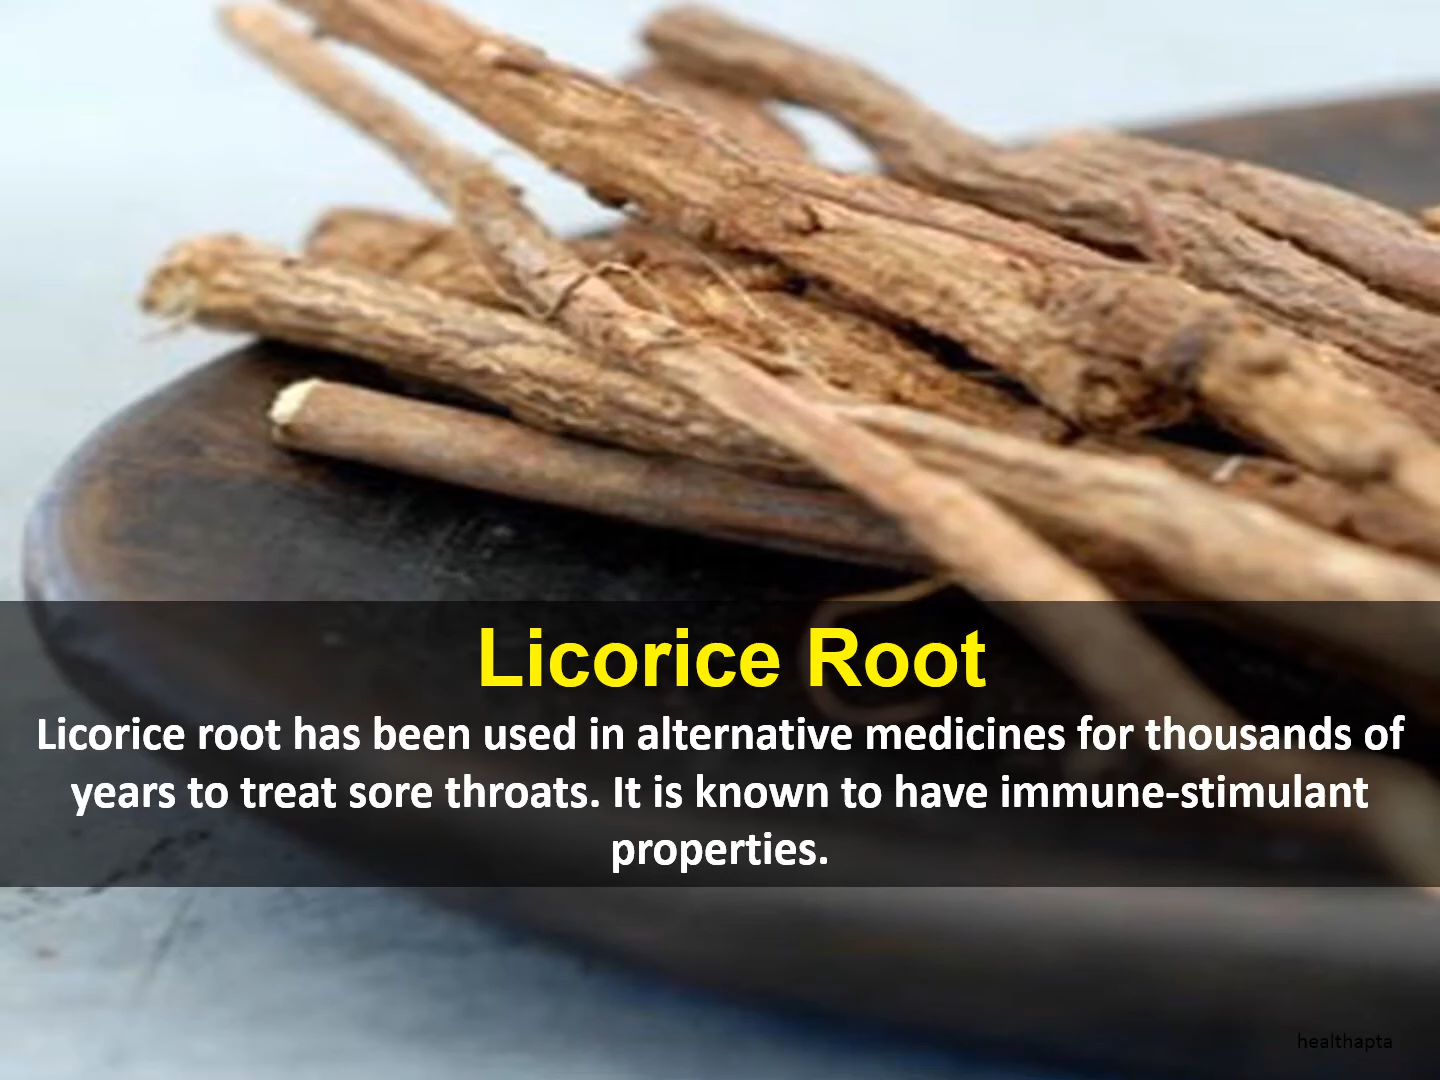 Licorice Root
Licorice root has been used in alternative medicines for thousands of
years to treat sore throats. It is known to have immune-stimulant
properties.
healthapta